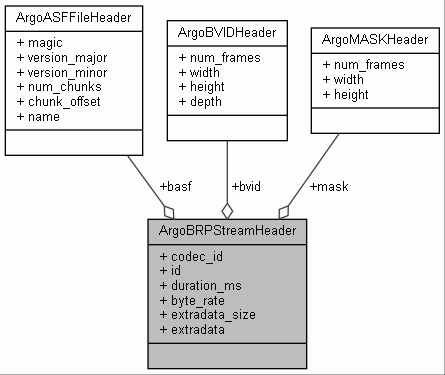 ArgoASFFileHeader
+ magic
+ version_major
+ version_minor
+ num_chunks
+ chunk_offset
+ name
ArgoBVIDHeader
+ num_frames
+ width
+ height
+ depth
ArgoMASKHeader
+ num_frames
+ width
+ height
+basf
+bvid
+mask
ArgoBRPStreamHeader
+ codec_id
+ id
+ duration_ms
+ byte_rate
+ extradata_size
+ extradata